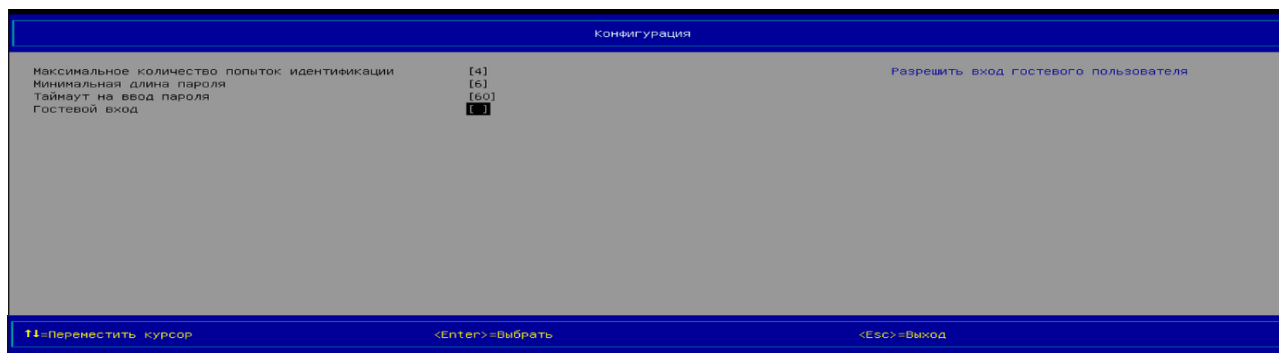 Конфигурация
Максимальное количество попыток идентификации [4] Разрешить вход гостевого пользователя
Минимальная длина пароля [6]
Таймаут на ввод пароля [60]
Гостевой вход [ ]
↑↓=Переместить курсор <Enter>=Выбрать <Esc>=Выход